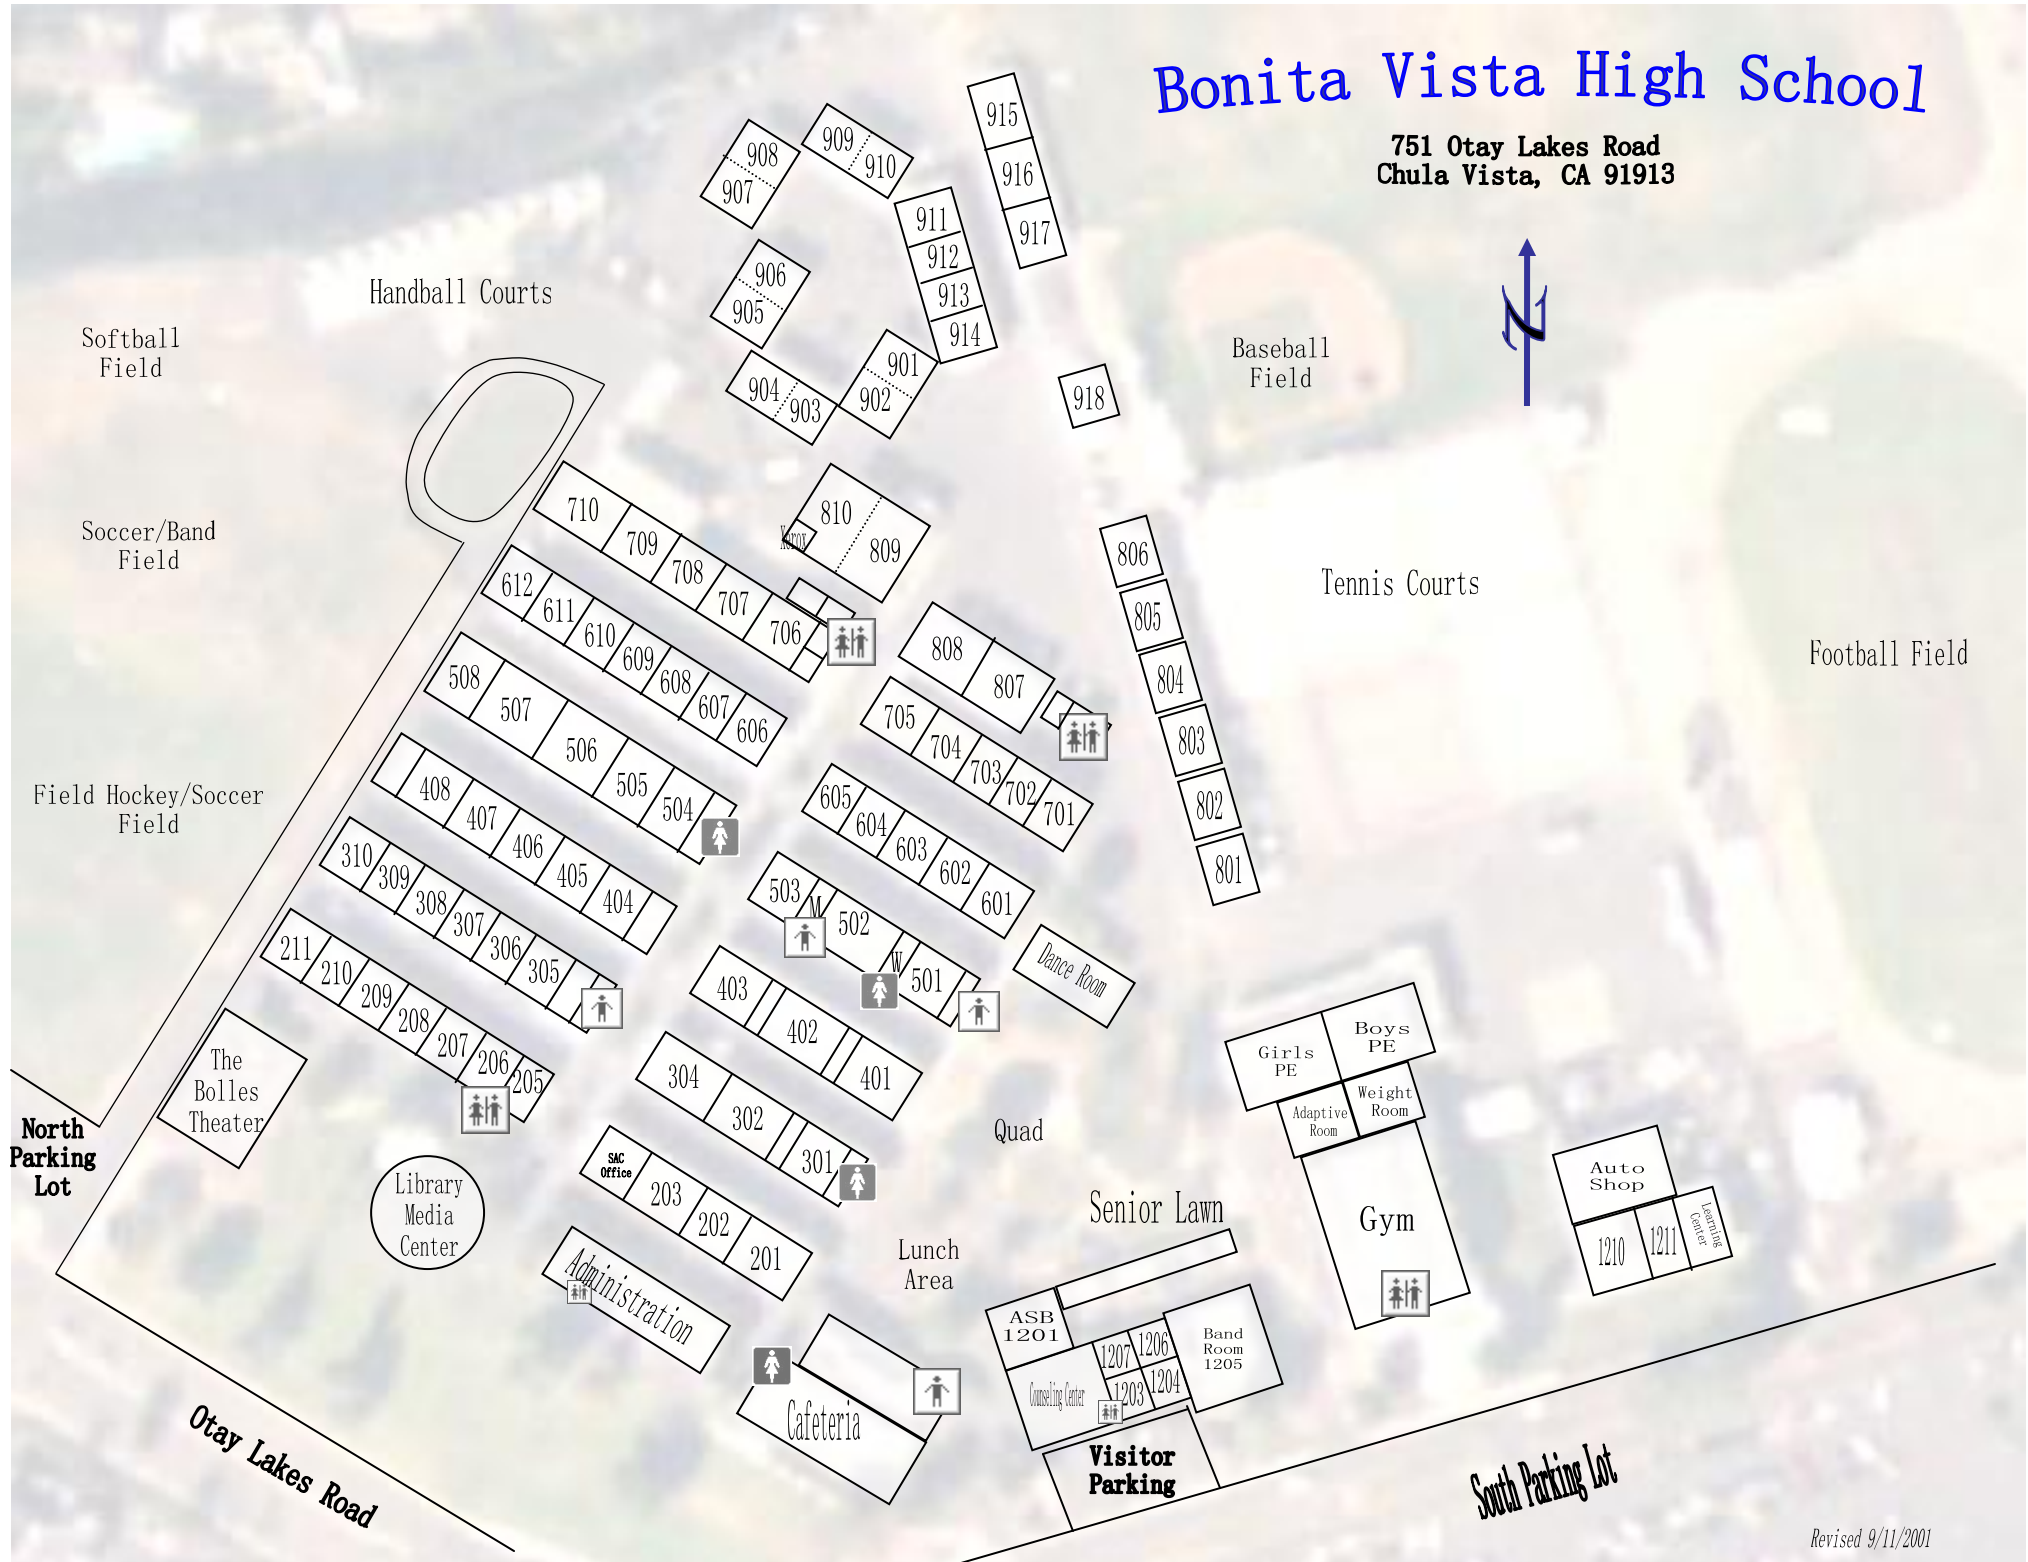 Bonita Vista High School
751 Otay Lakes Road
Chula Vista, CA 91913
N
915
916
917
909
910
908
907
911
912
913
914
906
905
901
902
904
903
918
Handball Courts
Softball
Field
Baseball
Field
Soccer/Band
Field
Tennis Courts
Football Field
Field Hockey/Soccer
Field
810
809
Xerox
710
709
708
707
706
612
611
610
609
608
607
606
508
507
506
505
504
408
407
406
405
404
310
309
308
307
306
305
211
210
209
208
207
206
205
808
807
705
704
703
702
701
605
604
603
602
601
503
M
502
W
501
403
402
401
304
302
301
SAC
Office
203
202
201
806
805
804
803
802
801
Dance Room
The
Bolles
Theater
North
Parking
Lot
Library
Media
Center
Administration
Cafeteria
Quad
Senior Lawn
Lunch
Area
Girls
PE
Boys
PE
Adaptive
Room
Weight
Room
Gym
Auto
Shop
1210
1211
Learning
Center
ASB
1201
Counseling Center
1207
1206
1203
1204
Band
Room
1205
Visitor
Parking
Otay Lakes Road
South Parking Lot
Revised 9/11/2001